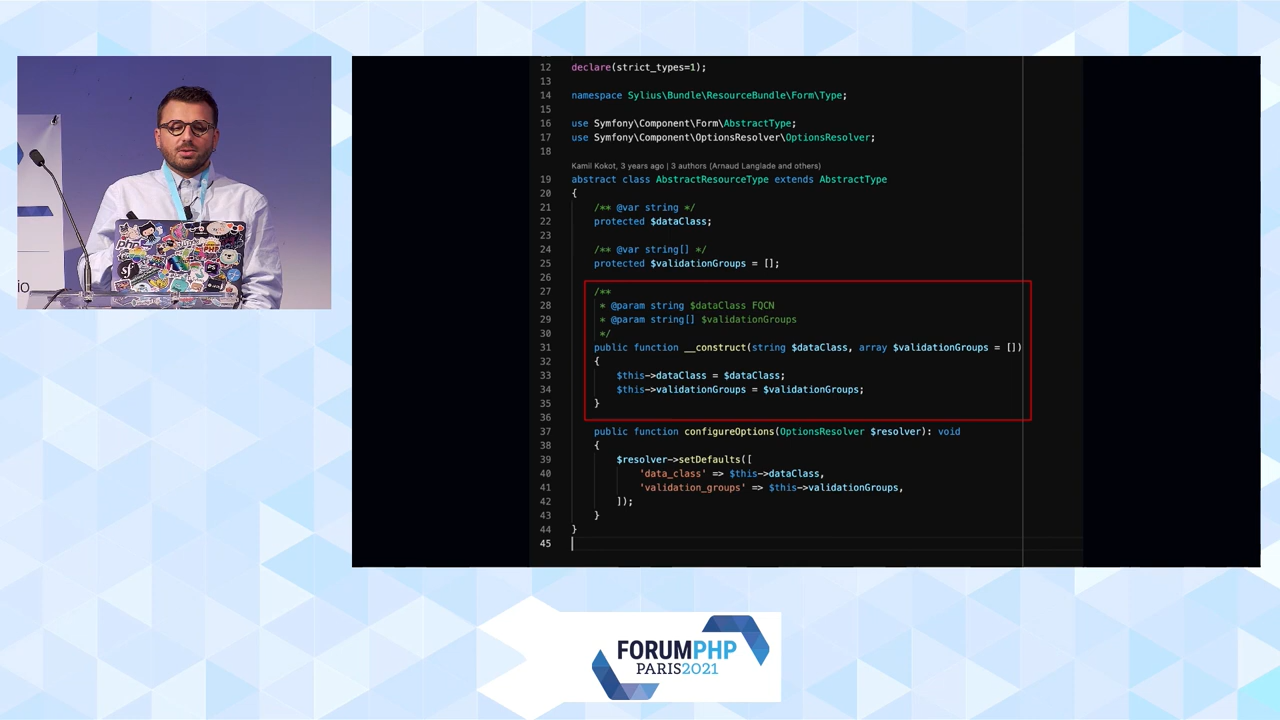 io
php
12 declare(strict_types=1);
13
14 namespace Sylius\Bundle\ResourceBundle\Form\Type;
15
16 use Symfony\Component\Form\AbstractType;
17 use Symfony\Component\OptionsResolver\OptionsResolver;
18
Kamil Kokot, 3 years ago | 3 authors (Arnaud Langlade and others)
19 abstract class AbstractResourceType extends AbstractType
20 {
21 /** @var string */
22 protected $dataClass;
23
24 /** @var string[] */
25 protected $validationGroups = [];
26
27 /**
28 * @param string $dataClass FQCN
29 * @param string[] $validationGroups
30 */
31 public function __construct(string $dataClass, array $validationGroups = [])
32 {
33 $this->dataClass = $dataClass;
34 $this->validationGroups = $validationGroups;
35 }
36
37 public function configureOptions(OptionsResolver $resolver): void
38 {
39 $resolver->setDefaults([
40 'data_class' => $this->dataClass,
41 'validation_groups' => $this->validationGroups,
42 ]);
43 }
44 }
45
FORUMPHP
PARIS2021